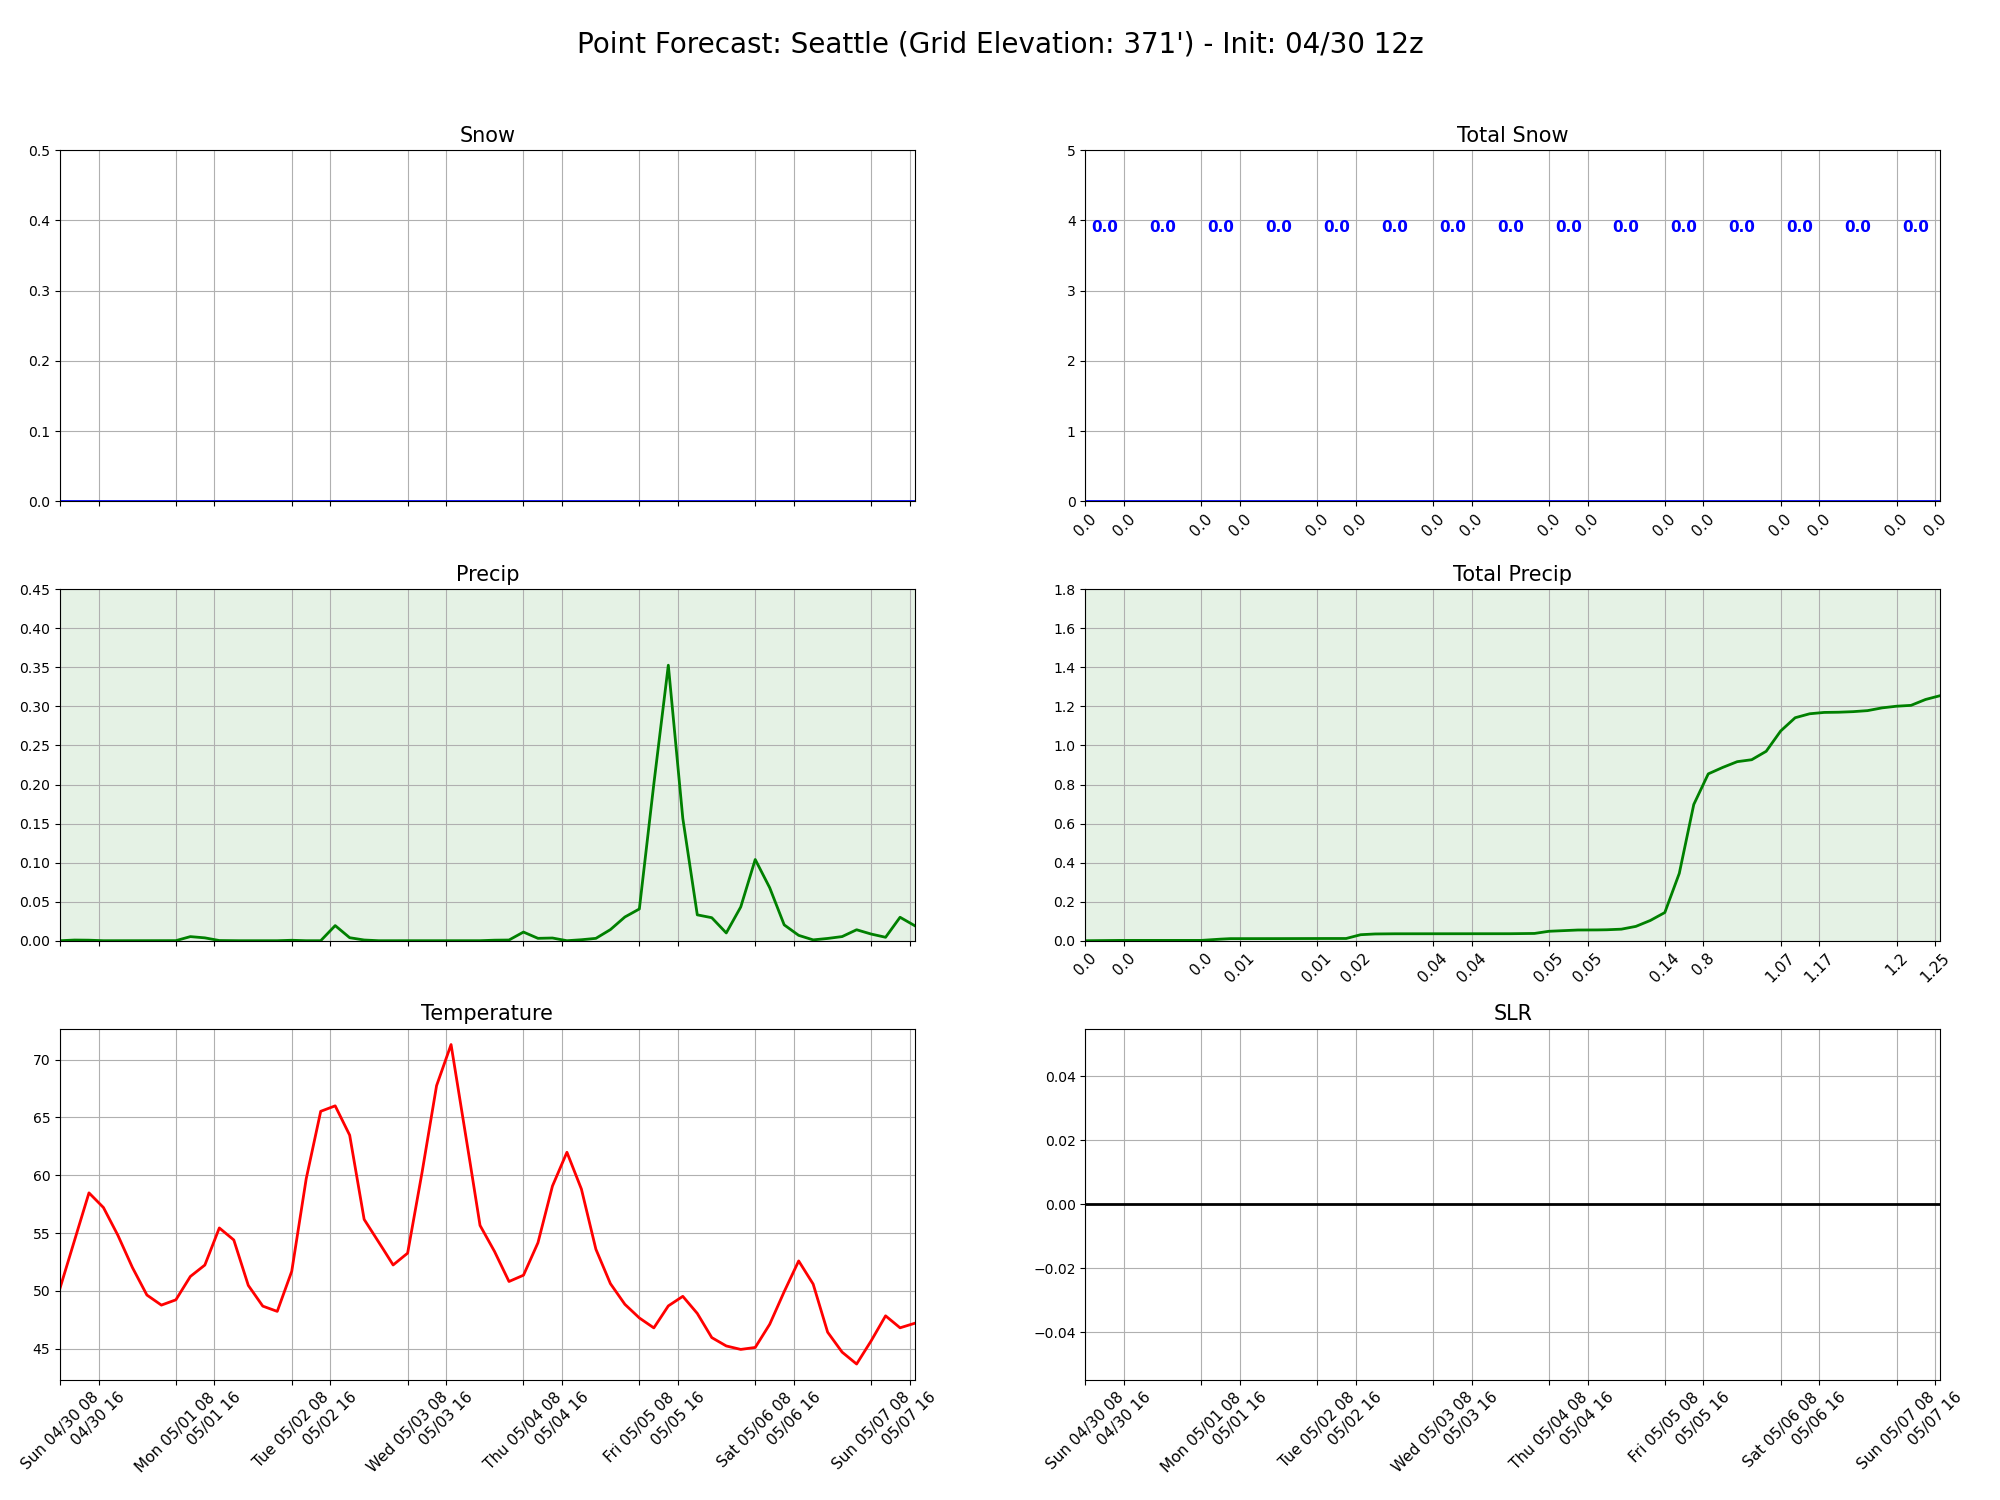 Point Forecast: Seattle (Grid Elevation: 371') - Init: 04/30 12z
Snow
0.5
0.4
0.3
0.2
0.1
0.0
Total Snow
5
4
3
2
1
0
0.0 0.0 0.0 0.0 0.0 0.0 0.0 0.0 0.0 0.0 0.0 0.0 0.0 0.0 0.0
0.0 0.0 0.0 0.0 0.0 0.0 0.0 0.0 0.0 0.0 0.0 0.0 0.0 0.0 0.0 0.0
Precip
0.45
0.40
0.35
0.30
0.25
0.20
0.15
0.10
0.05
0.00
Total Precip
1.8
1.6
1.4
1.2
1.0
0.8
0.6
0.4
0.2
0.0
0.0 0.0 0.0 0.01 0.01 0.02 0.04 0.04 0.05 0.05 0.14 0.8 1.07 1.17 1.2 1.25
Temperature
70
65
60
55
50
45
Sun 04/30 08
04/30 16
Mon 05/01 08
05/01 16
Tue 05/02 08
05/02 16
Wed 05/03 08
05/03 16
Thu 05/04 08
05/04 16
Fri 05/05 08
05/05 16
Sat 05/06 08
05/06 16
Sun 05/07 08
05/07 16
SLR
0.04
0.02
0.00
−0.02
−0.04
Sun 04/30 08
04/30 16
Mon 05/01 08
05/01 16
Tue 05/02 08
05/02 16
Wed 05/03 08
05/03 16
Thu 05/04 08
05/04 16
Fri 05/05 08
05/05 16
Sat 05/06 08
05/06 16
Sun 05/07 08
05/07 16